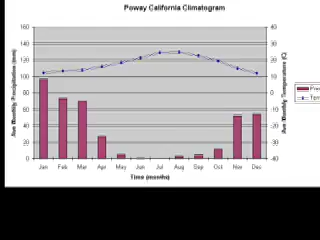 Poway California Climatogram
Ave Monthly Precipitation (mm)
160
140
120
100
80
60
40
20
0
40
30
20
10
0
-10
-20
-30
-40
Ave Monthly Temperature (C)
Jan Feb Mar Apr May Jun Jul Aug Sep Oct Nov Dec
Time (months)
Prec
Tem